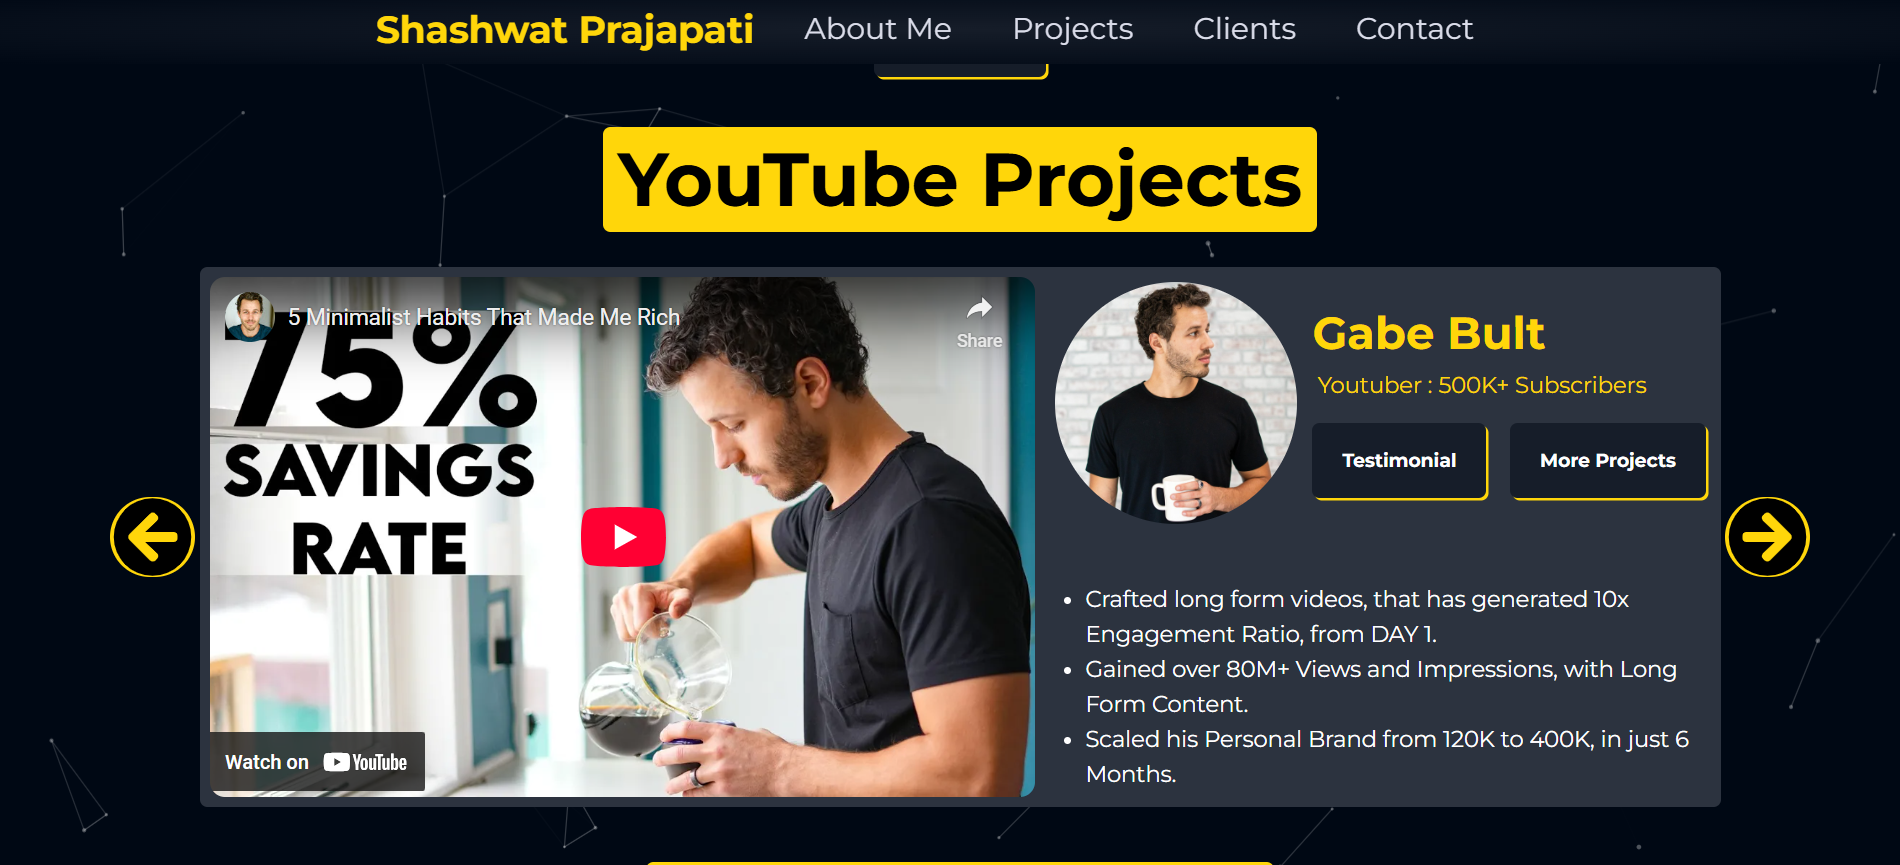 Shashwat Prajapati About Me Projects Clients Contact
YouTube Projects
5 Minimalist Habits That Made Me Rich
Share
75%
SAVINGS
RATE
Watch on YouTube
Gabe Bult
Youtuber : 500K+ Subscribers
Testimonial More Projects
• Crafted long form videos, that has generated 10x
Engagement Ratio, from DAY 1.
• Gained over 80M+ Views and Impressions, with Long
Form Content.
• Scaled his Personal Brand from 120K to 400K, in just 6
Months.